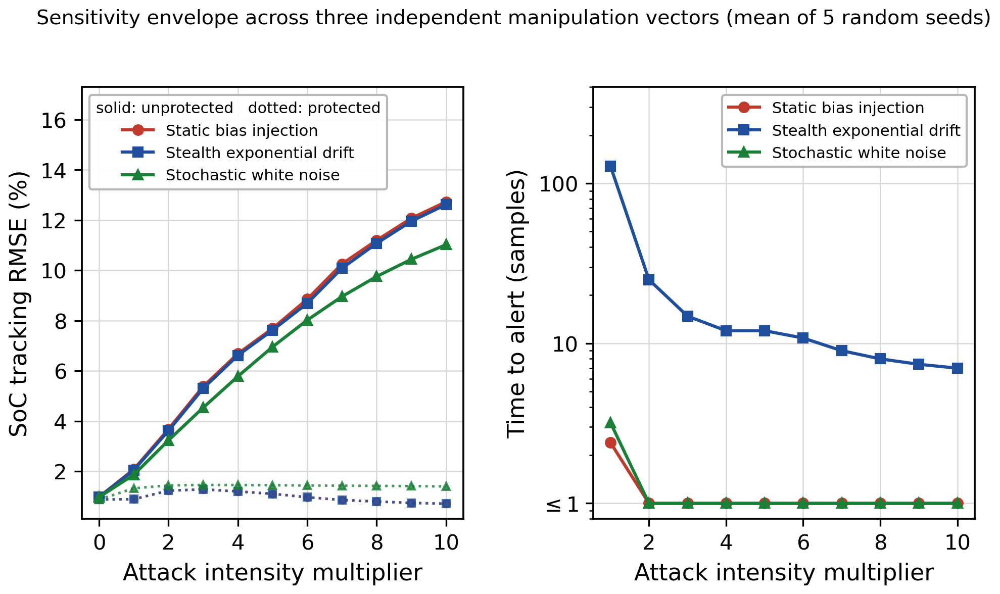 Sensitivity envelope across three independent manipulation vectors (mean of 5 random seeds)
solid: unprotected dotted: protected
Static bias injection
Stealth exponential drift
Stochastic white noise
SoC tracking RMSE (%)
16
14
12
10
8
6
4
2
0 2 4 6 8 10
Attack intensity multiplier
Static bias injection
Stealth exponential drift
Stochastic white noise
Time to alert (samples)
100
10
≤ 1
2 4 6 8 10
Attack intensity multiplier